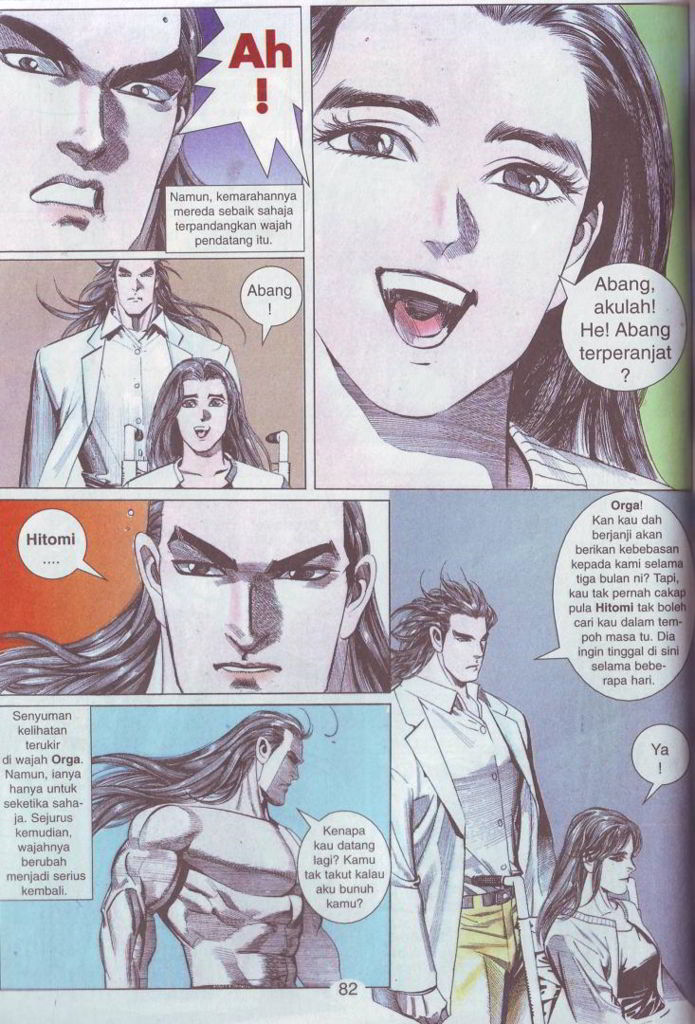 Ah
!
Namun, kemarahannya
mereda sebaik sahaja
terpandangkan wajah
pendatang itu.
Abang,
akulah!
He! Abang
terperanjat
?
Abang
!
Hitomi
....
Orga!
Kan kau dah
berjanji akan
berikan kebebasan
kepada kami selama
tiga bulan ni? Tapi,
kau tak pernah cakap
pula Hitomi tak boleh
cari kau dalam tem-
poh masa tu. Dia
ingin tinggal di sini
selama bebe-
rapa hari.
Ya
!
Senyuman
kelihatan
terukir
di wajah Orga.
Namun, ianya
hanya untuk
seketika saha-
ja. Sejurus
kemudian,
wajahnya
berubah
menjadi serius
kembali.
Kenapa
kau datang
lagi? Kamu
tak takut kalau
aku bunuh
kamu?
82